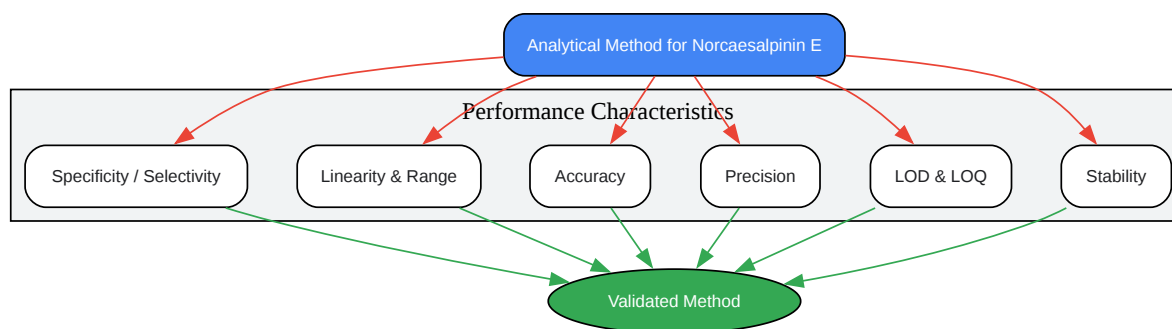 Analytical Method for Norcaesalpinin E
Performance Characteristics
Specificity / Selectivity
Linearity & Range
Accuracy
Precision
LOD & LOQ
Stability
Validated Method